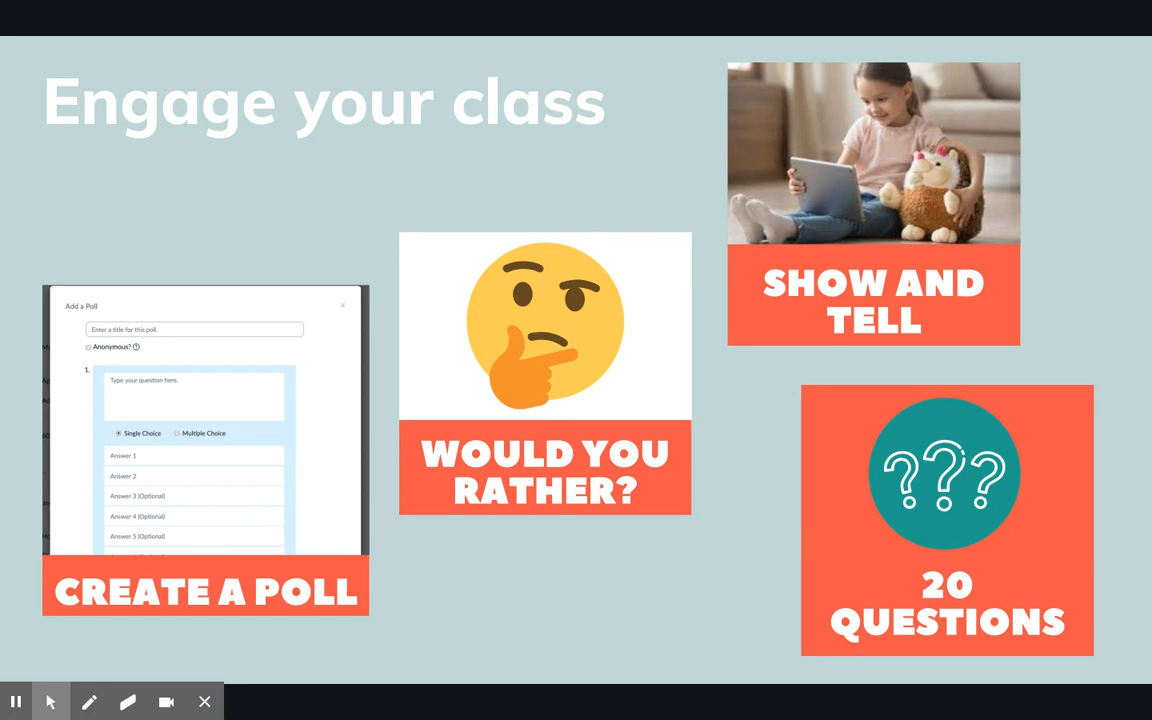 Engage your class
SHOW AND
TELL
Add a Poll
×
Enter a title for this poll.
Anonymous?
1.
Type your question here.
Single Choice Multiple Choice
Answer 1
Answer 2
Answer 3 (Optional)
Answer 4 (Optional)
Answer 5 (Optional)
CREATE A POLL
WOULD YOU
RATHER?
???
20
QUESTIONS